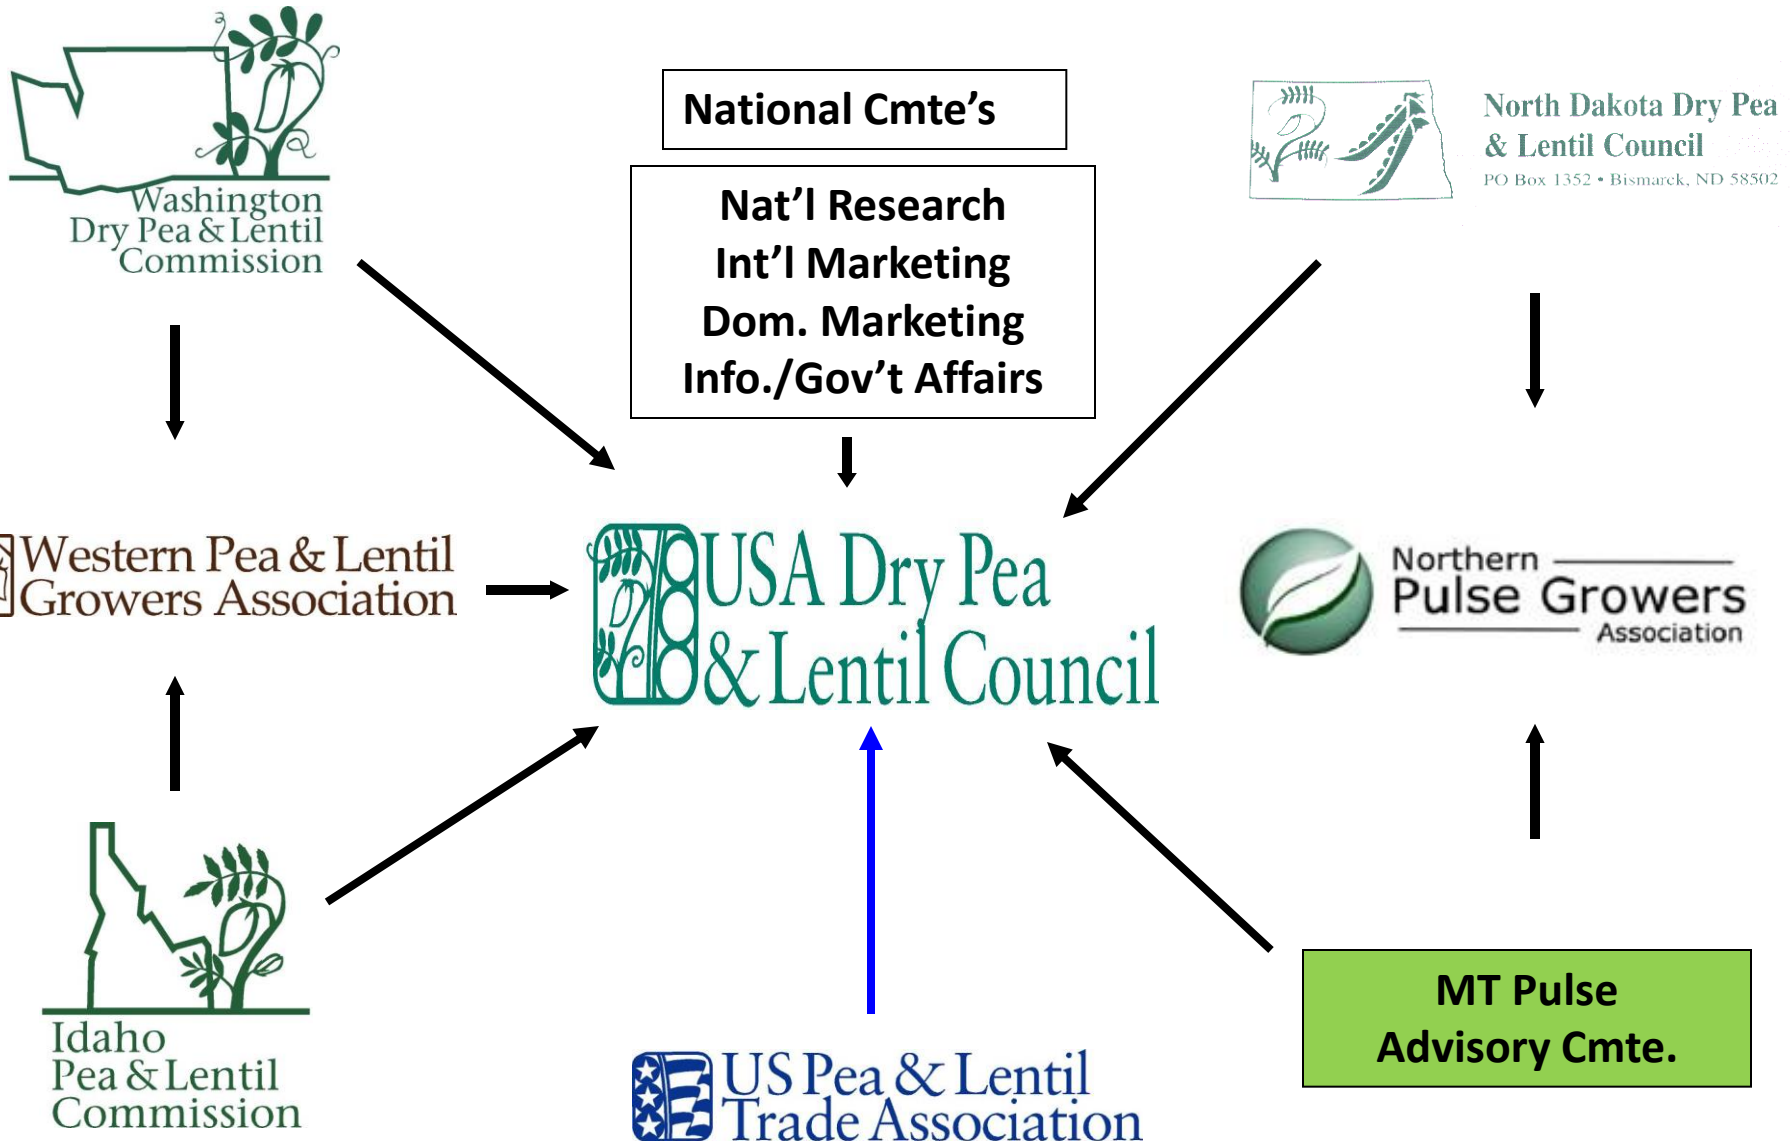 Washington
Dry Pea & Lentil
Commission
National Cmte’s
Nat’l Research
Int’l Marketing
Dom. Marketing
Info./Gov’t Affairs
North Dakota Dry Pea
& Lentil Council
PO Box 1352 • Bismarck, ND 58502
Western Pea & Lentil
Growers Association
USA Dry Pea
& Lentil Council
Northern
Pulse Growers
Association
Idaho
Pea & Lentil
Commission
US Pea & Lentil
Trade Association
MT Pulse
Advisory Cmte.